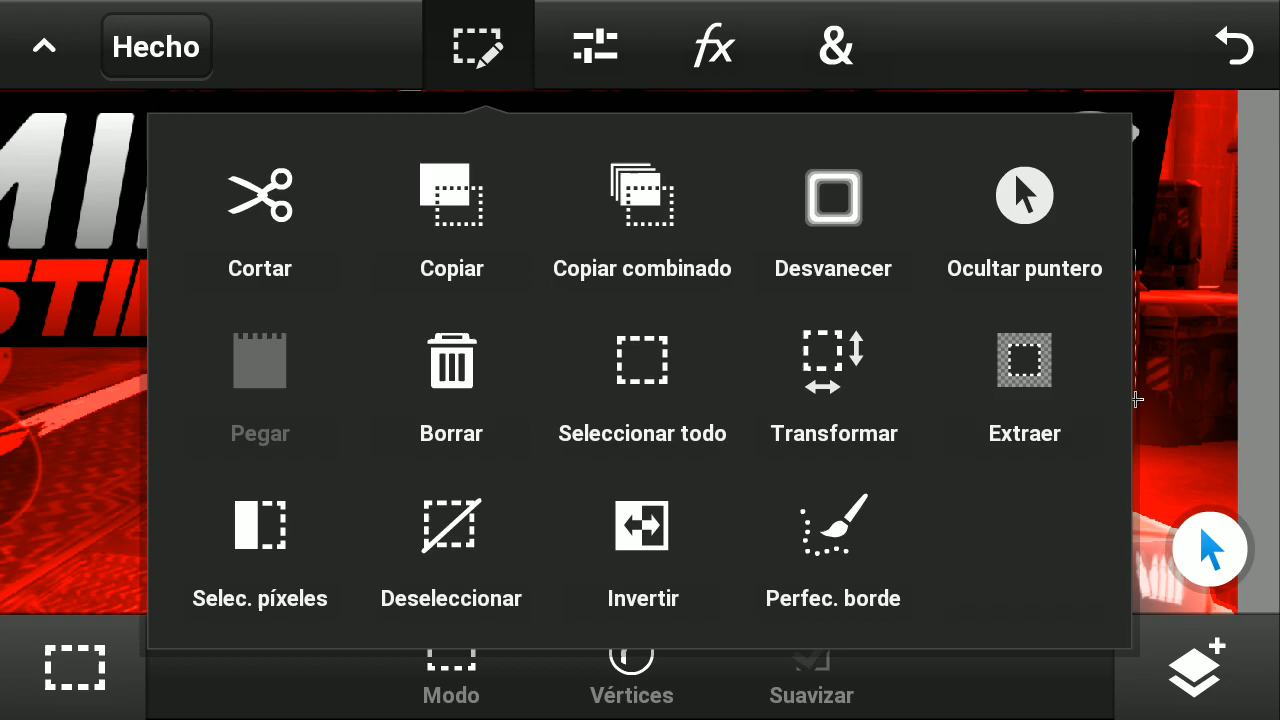 Hecho
fx
&
Cortar
Copiar
Copiar combinado
Desvanecer
Ocultar puntero
Pegar
Borrar
Seleccionar todo
Transformar
Extraer
Selec. píxeles
Deseleccionar
Invertir
Perfec. borde
Modo
Vértices
Suavizar